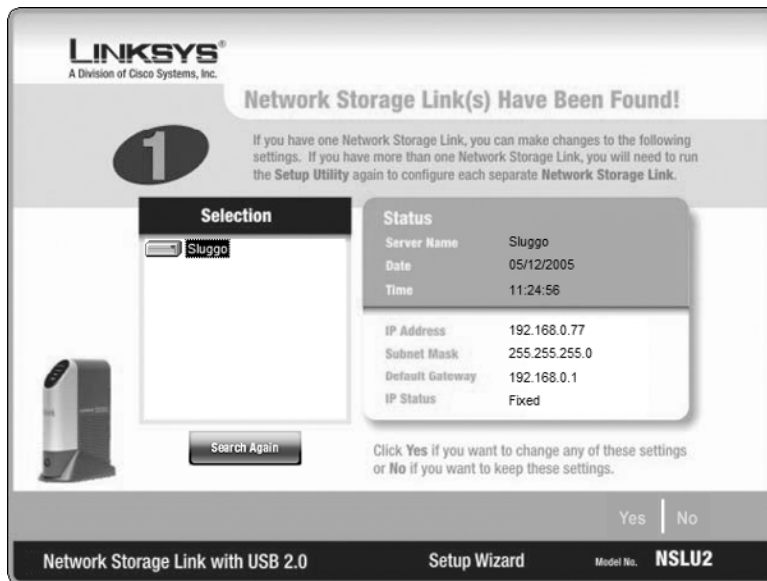 LINKSYS®
A Division of Cisco Systems, Inc.
Network Storage Link(s) Have Been Found!
1
If you have one Network Storage Link, you can make changes to the following
settings. If you have more than one Network Storage Link, you will need to run
the Setup Utility again to configure each separate Network Storage Link.
Selection
Sluggo
Search Again
Status
Server Name Sluggo
Date 05/12/2005
Time 11:24:56
IP Address 192.168.0.77
Subnet Mask 255.255.255.0
Default Gateway 192.168.0.1
IP Status Fixed
Click Yes if you want to change any of these settings
or No if you want to keep these settings.
Yes No
Network Storage Link with USB 2.0 Setup Wizard Model No. NSLU2